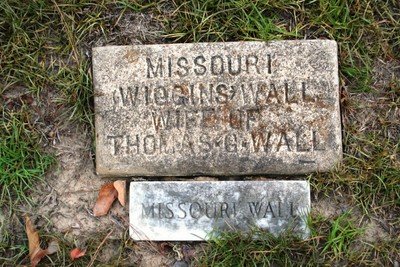 MISSOURI
(WIGGINS) WALL
WIFE OF
THOMAS G. WALL
MISSOURI WALL